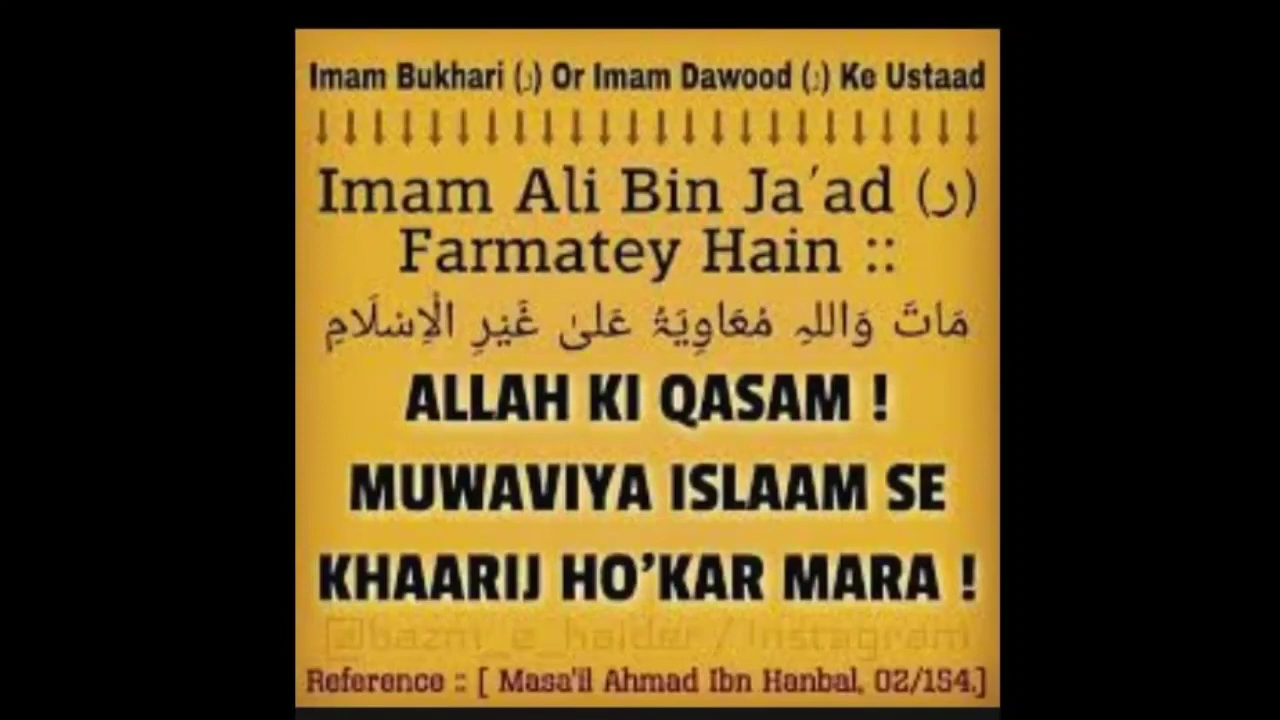 Imam Bukhari (ر) Or Imam Dawood (ر) Ke Ustaad
Imam Ali Bin Ja'ad (ر)
Farmatey Hain ::
مَاتَ وَاللہِ مُعَاوِیَۃُ عَلیٰ غَیْرِ الْاِسْلَامِ
ALLAH KI QASAM !
MUWAVIYA ISLAAM SE
KHAARIJ HO'KAR MARA !
@bazm_e_haider / Instagram
Reference :: [ Masa'il Ahmad Ibn Hanbal, 02/154.]